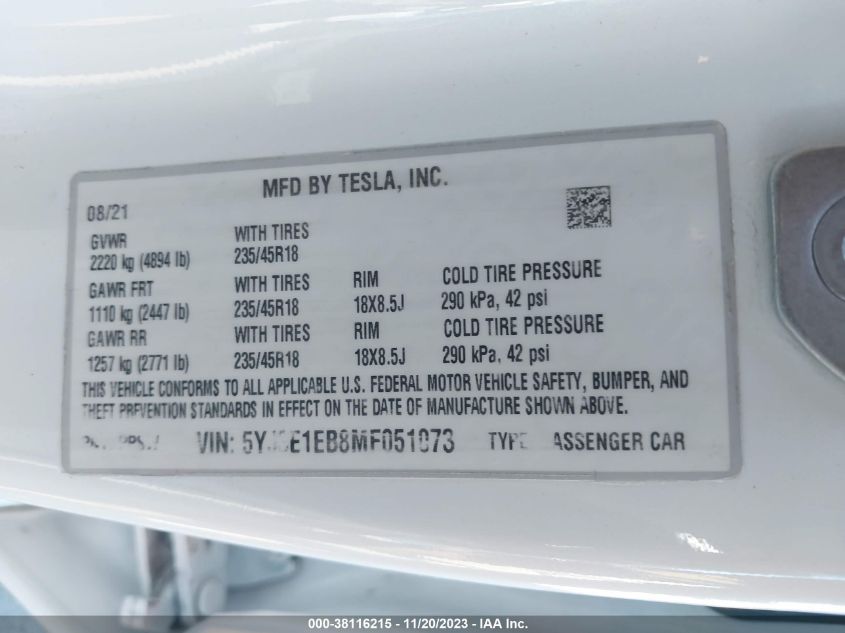 MFD BY TESLA, INC.
08/21
GVWR WITH TIRES
2220 kg (4894 lb) 235/45R18
GAWR FRT WITH TIRES RIM COLD TIRE PRESSURE
1110 kg (2447 lb) 235/45R18 18X8.5J 290 kPa, 42 psi
GAWR RR WITH TIRES RIM COLD TIRE PRESSURE
1257 kg (2771 lb) 235/45R18 18X8.5J 290 kPa, 42 psi
THIS VEHICLE CONFORMS TO ALL APPLICABLE U.S. FEDERAL MOTOR VEHICLE SAFETY, BUMPER, AND
THEFT PREVENTION STANDARDS IN EFFECT ON THE DATE OF MANUFACTURE SHOWN ABOVE.
VIN: TYPE PASSENGER CAR
000-38116215 - 11/20/2023 - IAA Inc.